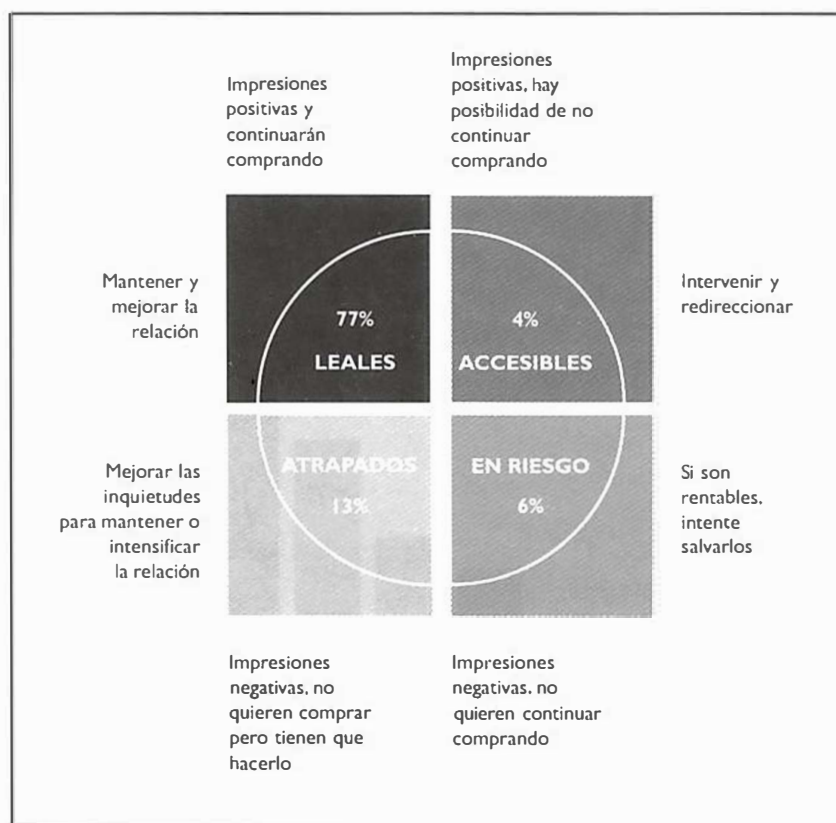 Impresiones
positivas y
continuarán
comprando
Impresiones
positivas, hay
posibilidad de no
continuar
comprando
Mantener y
mejorar la
relación
77%
LEALES
4%
ACCESIBLES
Intervenir y
redireccionar
Mejorar las
inquietudes
para mantener o
intensificar
la relación
ATRAPADOS
13%
EN RIESGO
6%
Si son
rentables,
intente
salvarlos
Impresiones
negativas, no
quieren comprar
pero tienen que
hacerlo
Impresiones
negativas, no
quieren continuar
comprando